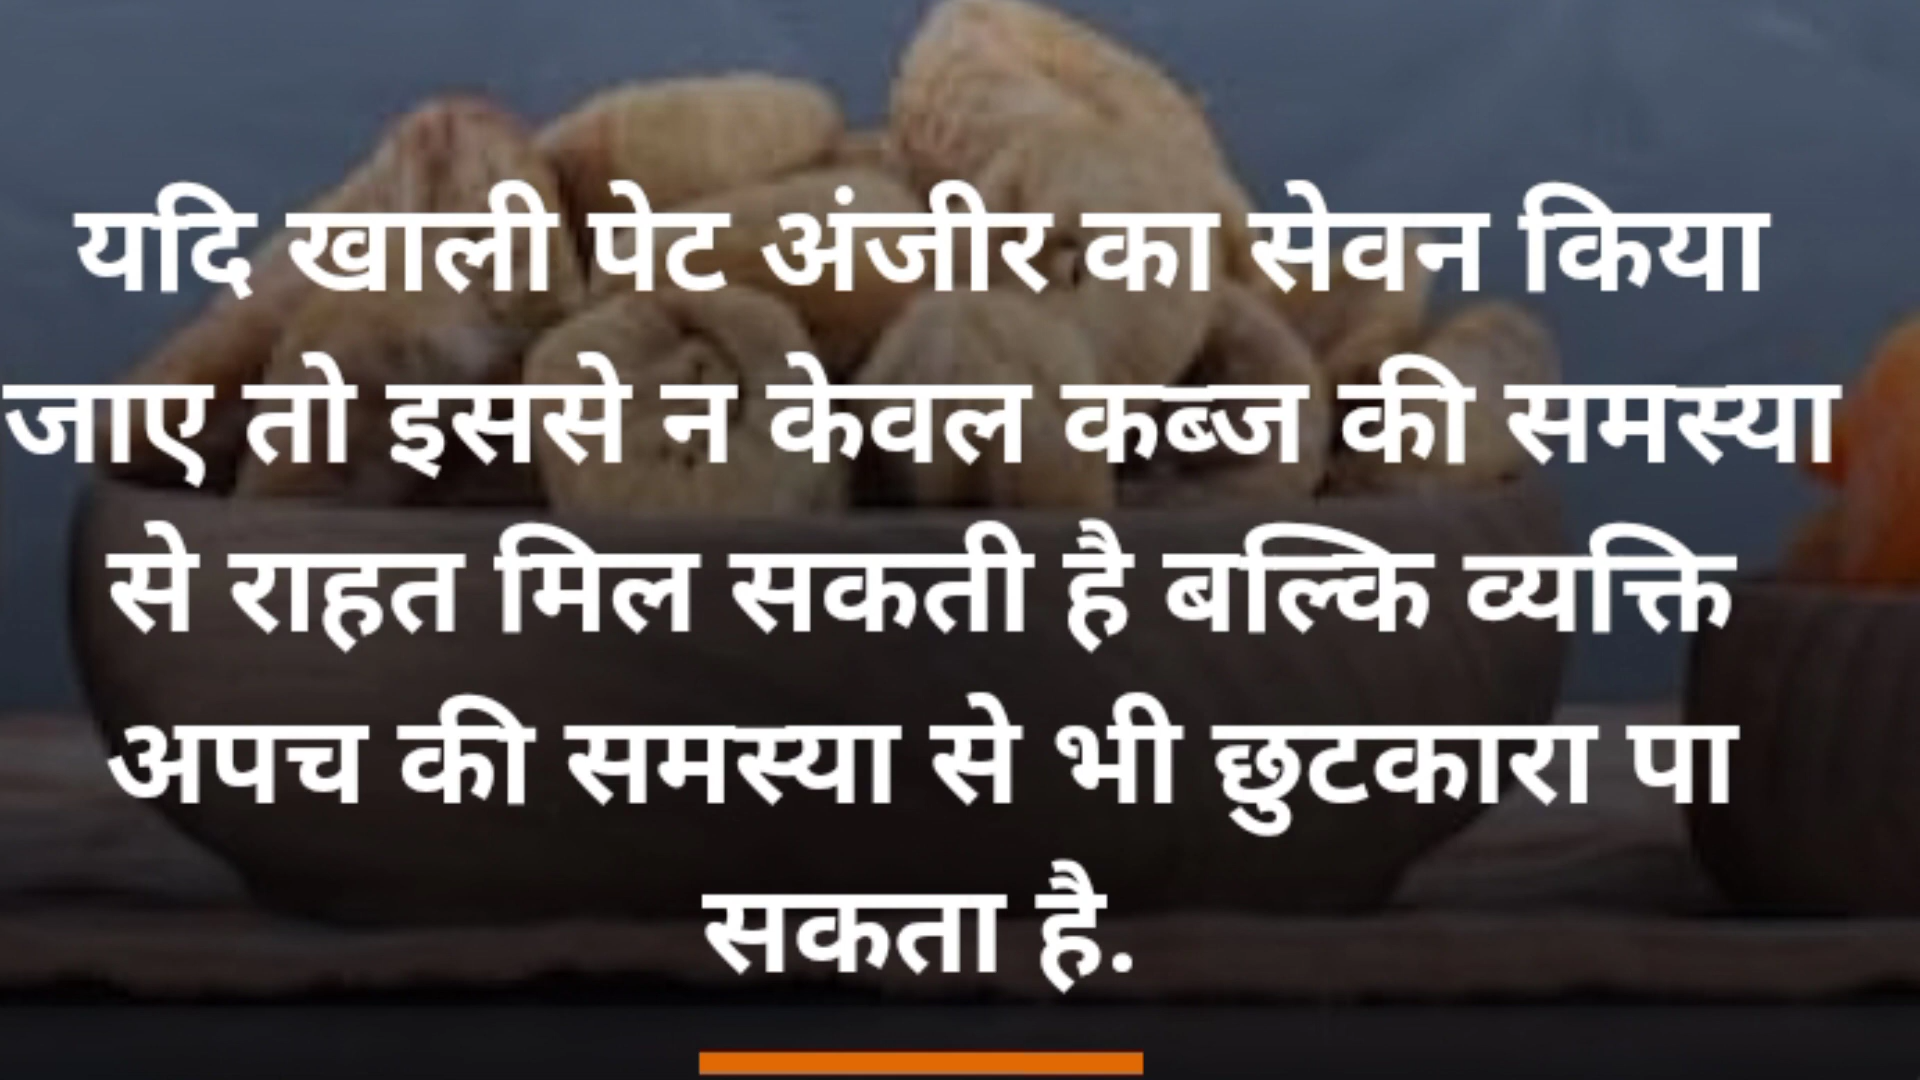 यदि खाली पेट अंजीर का सेवन किया
जाए तो इससे न केवल कब्ज की समस्या
से राहत मिल सकती है बल्कि व्यक्ति
अपच की समस्या से भी छुटकारा पा
सकता है.